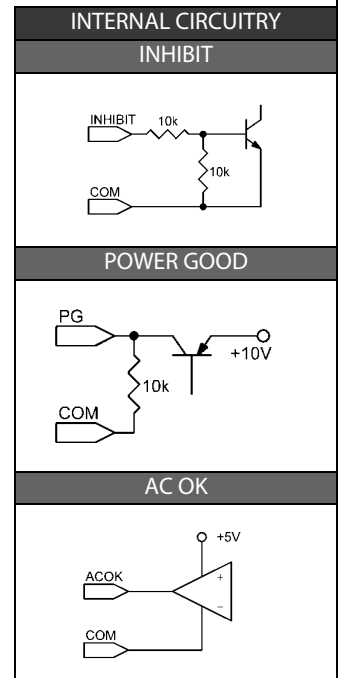 INTERNAL CIRCUITRY
INHIBIT
INHIBIT 10k
10k
COM
POWER GOOD
PG
+10V
10k
COM
AC OK
+5V
ACOK
+
−
COM